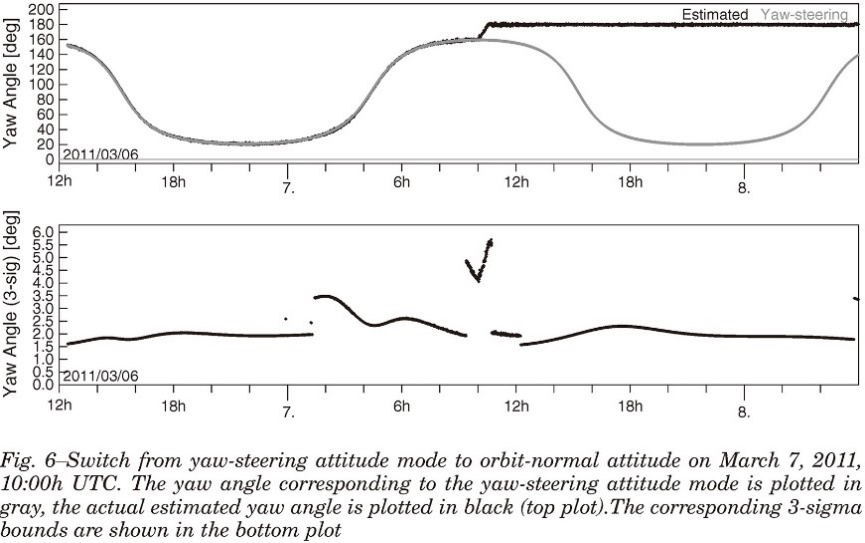 200
Estimated Yaw-steering
180
160
140
120
100
80
60
40
20
0
Yaw Angle [deg]
2011/03/06
12h 18h 7. 6h 12h 18h 8.
6.0
5.5
5.0
4.5
4.0
3.5
3.0
2.5
2.0
1.5
1.0
0.5
0.0
Yaw Angle (3-sig) [deg]
2011/03/06
12h 18h 7. 6h 12h 18h 8.
Fig. 6–Switch from yaw-steering attitude mode to orbit-normal attitude on March 7, 2011,
10:00h UTC. The yaw angle corresponding to the yaw-steering attitude mode is plotted in
gray, the actual estimated yaw angle is plotted in black (top plot).The corresponding 3-sigma
bounds are shown in the bottom plot